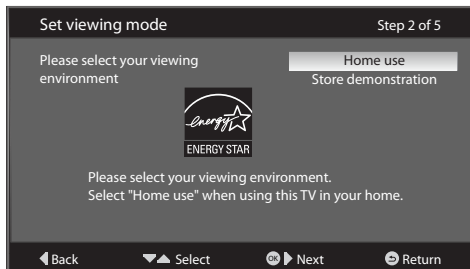 Set viewing mode Step 2 of 5
Please select your viewing
environment
Home use
Store demonstration
energy
ENERGY STAR
Please select your viewing environment.
Select "Home use" when using this TV in your home.
Back Select OK Next Return